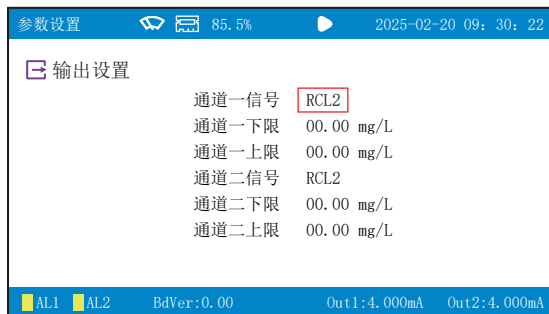 参数设置 85.5% 2025-02-20 09: 30: 22
输出设置
通道一信号 RCL2
通道一下限 00.00 mg/L
通道一上限 00.00 mg/L
通道二信号 RCL2
通道二下限 00.00 mg/L
通道二上限 00.00 mg/L
AL1 AL2 BdVer:0.00 Out1:4.000mA Out2:4.000mA